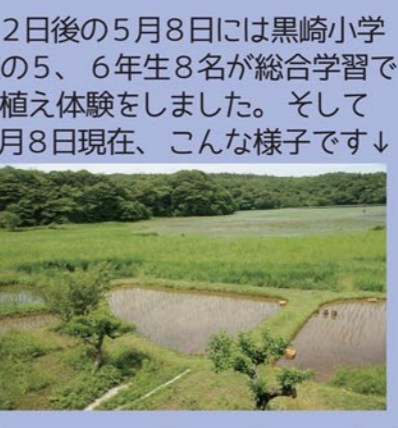 ２日後の５月８日には黒崎小学
の５、６年生８名が総合学習で
植え体験をしました。そして
月８日現在、こんな様子です↓